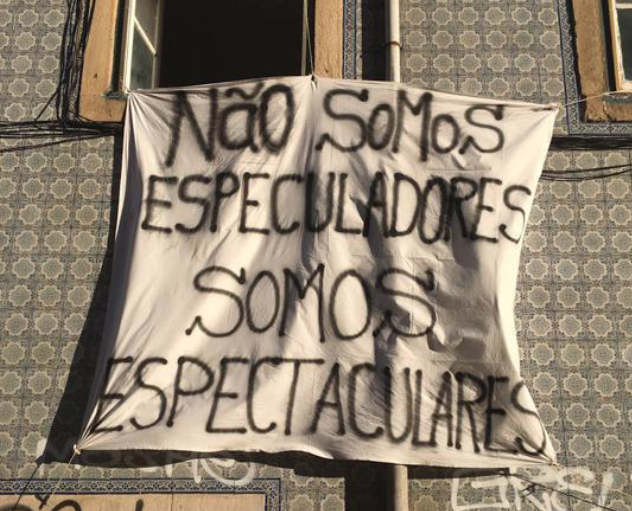 Não SoMoS
ESPECULADORES
SOMOS
ESPECTACULARES